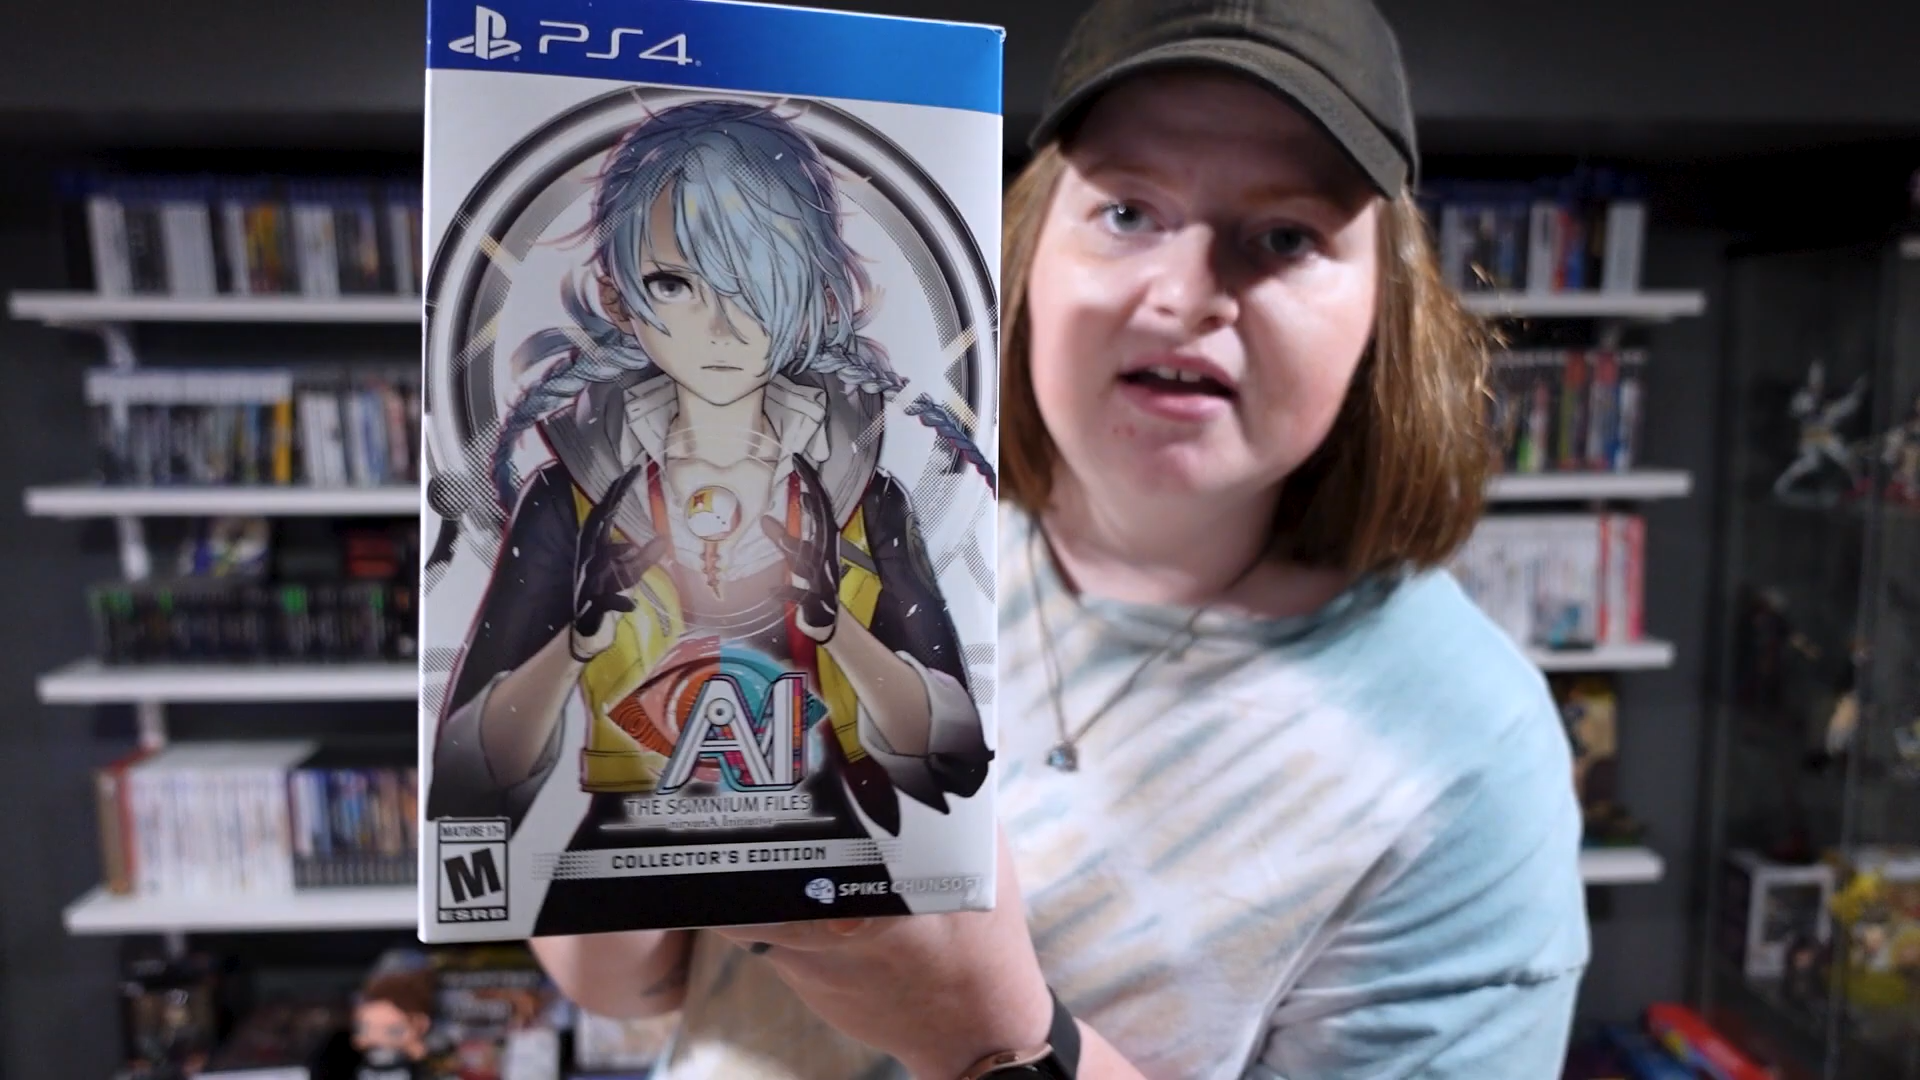 PS4
AI
THE SOMNIUM FILES
nirvanA Initiative
COLLECTOR'S EDITION
MATURE 17+
M
ESRB
SPIKE CHUNSOFT